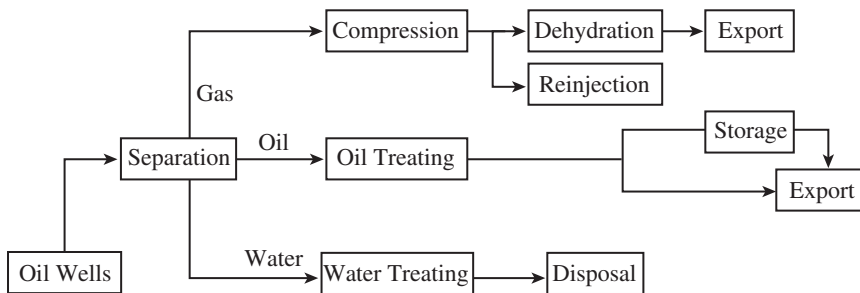 Compression
Dehydration
Export
Gas
Reinjection
Storage
Separation
Oil
Oil Treating
Export
Oil Wells
Water
Water Treating
Disposal